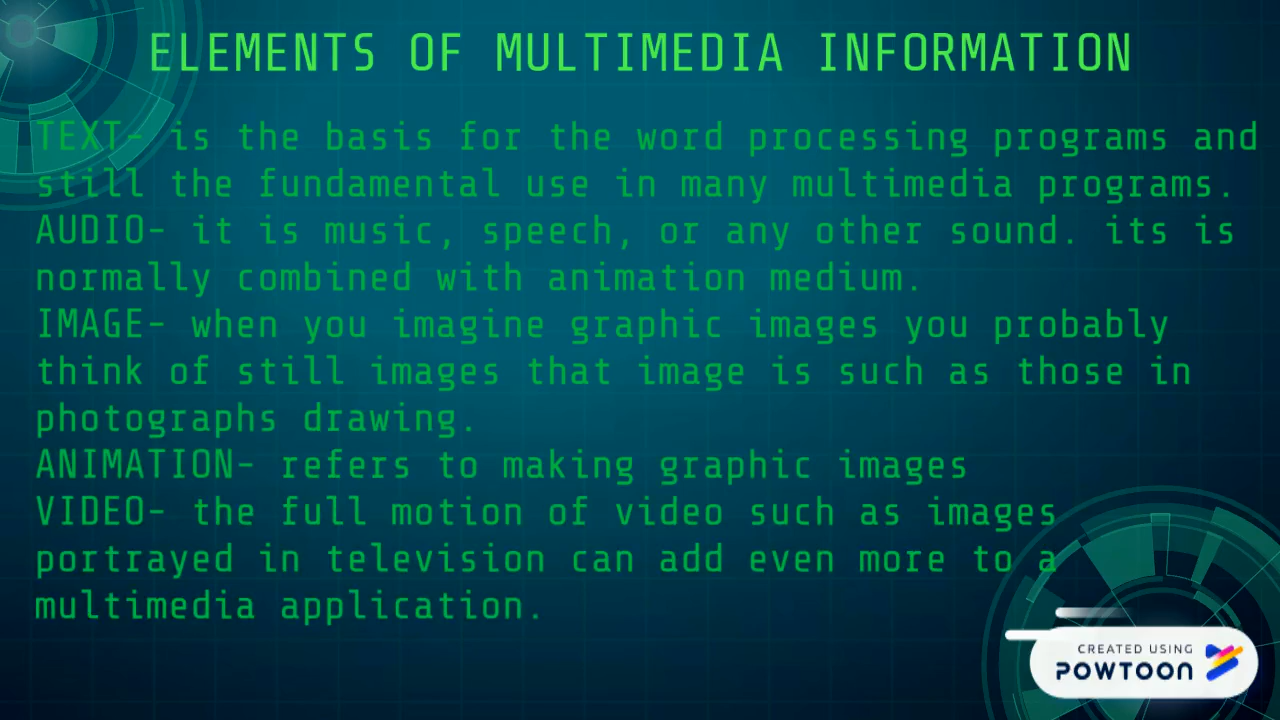 ELEMENTS OF MULTIMEDIA INFORMATION
TEXT- is the basis for the word processing programs and
still the fundamental use in many multimedia programs.
AUDIO- it is music, speech, or any other sound. its is
normally combined with animation medium.
IMAGE- when you imagine graphic images you probably
think of still images that image is such as those in
photographs drawing.
ANIMATION- refers to making graphic images
VIDEO- the full motion of video such as images
portrayed in television can add even more to a
multimedia application.
CREATED USING
POWTOON